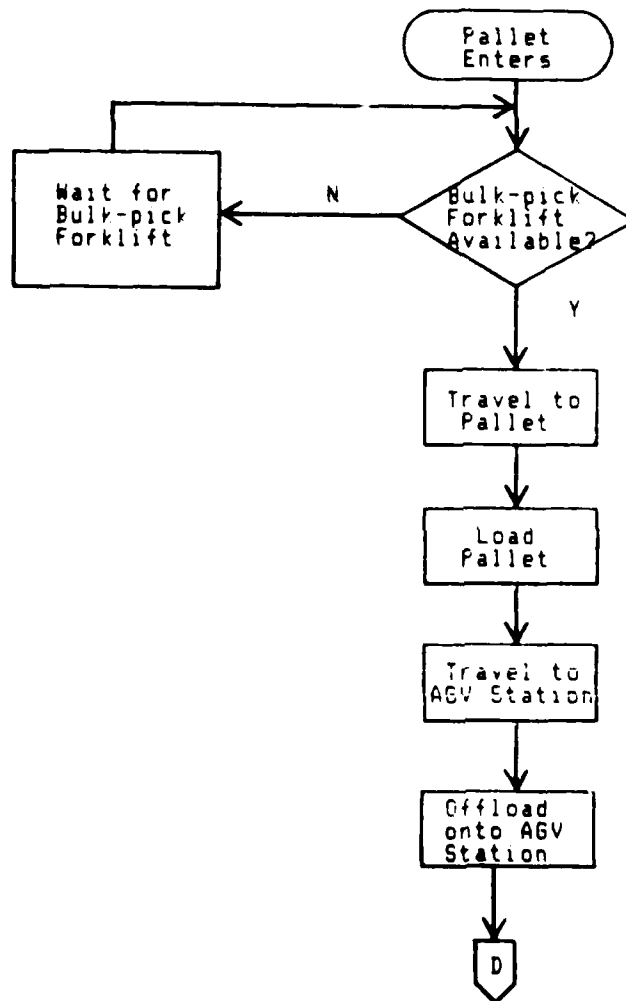 Pallet
Enters
Wait for
Bulk-pick
Forklift
N
Bulk-pick
Forklift
Available?
Y
Travel to
Pallet
Load
Pallet
Travel to
AGV Station
Offload
onto AGV
Station
D